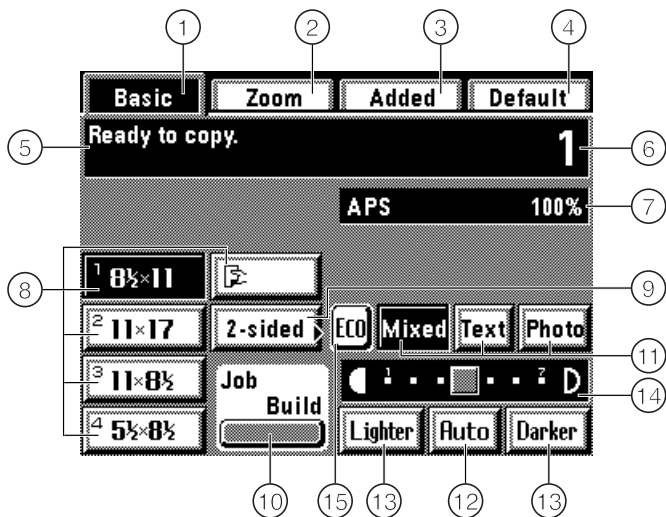 1 2 3 4
Basic Zoom Added Default
5 Ready to copy. 1 6
APS 100% 7
8 1 8½×11
9
2 11×17 2-sided ECO Mixed Text Photo
11
3 11×8½ Job Build 1 7
14
4 5½×8½ Lighter Auto Darker
10 15 13 12 13